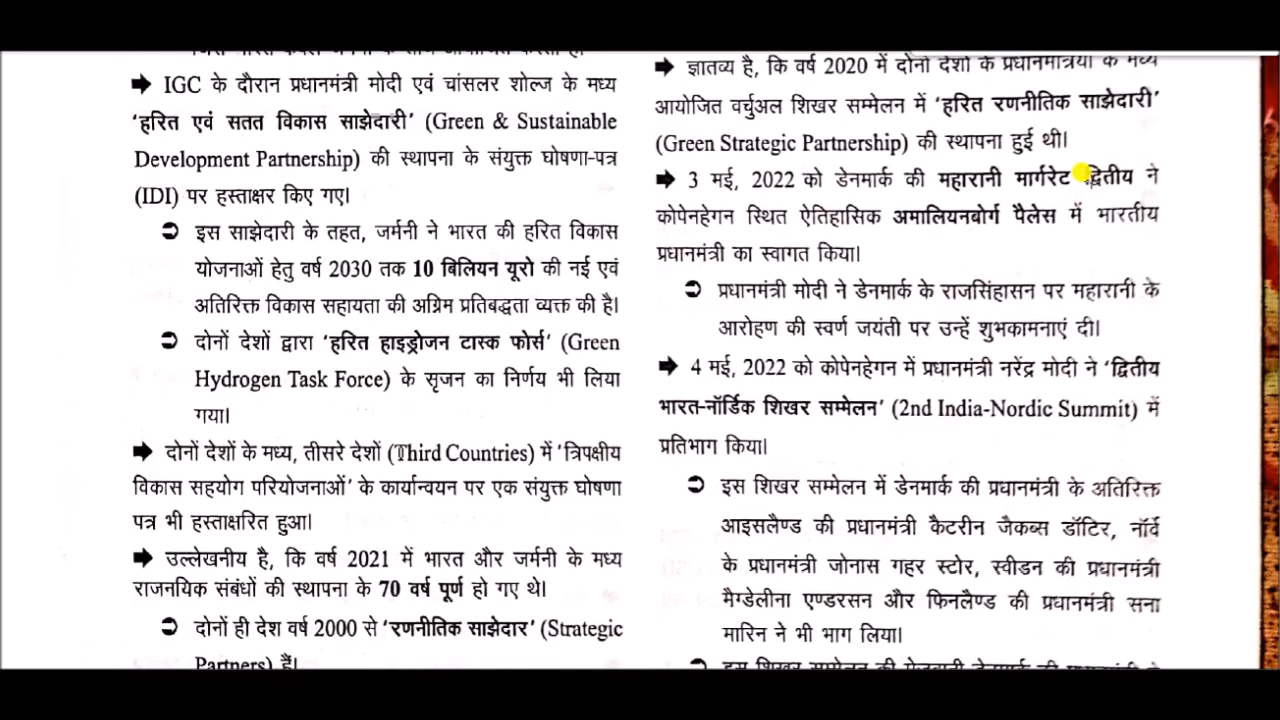 ➡ IGC के दौरान प्रधानमंत्री मोदी एवं चांसलर शोल्ज के मध्य
‘हरित एवं सतत विकास साझेदारी’ (Green & Sustainable
Development Partnership) की स्थापना के संयुक्त घोषणा-पत्र
(IDI) पर हस्ताक्षर किए गए।
➲ इस साझेदारी के तहत, जर्मनी ने भारत की हरित विकास
योजनाओं हेतु वर्ष 2030 तक 10 बिलियन यूरो की नई एवं
अतिरिक्त विकास सहायता की अग्रिम प्रतिबद्धता व्यक्त की है।
➲ दोनों देशों द्वारा ‘हरित हाइड्रोजन टास्क फोर्स’ (Green
Hydrogen Task Force) के सृजन का निर्णय भी लिया
गया।
➡ दोनों देशों के मध्य, तीसरे देशों (Third Countries) में ‘त्रिपक्षीय
विकास सहयोग परियोजनाओं’ के कार्यान्वयन पर एक संयुक्त घोषणा
पत्र भी हस्ताक्षरित हुआ।
➡ उल्लेखनीय है, कि वर्ष 2021 में भारत और जर्मनी के मध्य
राजनयिक संबंधों की स्थापना के 70 वर्ष पूर्ण हो गए थे।
➲ दोनों ही देश वर्ष 2000 से ‘रणनीतिक साझेदार’ (Strategic
Partners) हैं।
➡ ज्ञातव्य है, कि वर्ष 2020 में दोनों देशों के प्रधानमंत्रियों के मध्य
आयोजित वर्चुअल शिखर सम्मेलन में ‘हरित रणनीतिक साझेदारी’
(Green Strategic Partnership) की स्थापना हुई थी।
➡ 3 मई, 2022 को डेनमार्क की महारानी मार्गरेट द्वितीय ने
कोपेनहेगन स्थित ऐतिहासिक अमालियनबोर्ग पैलेस में भारतीय
प्रधानमंत्री का स्वागत किया।
➲ प्रधानमंत्री मोदी ने डेनमार्क के राजसिंहासन पर महारानी के
आरोहण की स्वर्ण जयंती पर उन्हें शुभकामनाएं दी।
➡ 4 मई, 2022 को कोपेनहेगन में प्रधानमंत्री नरेंद्र मोदी ने ‘द्वितीय
भारत-नॉर्डिक शिखर सम्मेलन’ (2nd India-Nordic Summit) में
प्रतिभाग किया।
➲ इस शिखर सम्मेलन में डेनमार्क की प्रधानमंत्री के अतिरिक्त
आइसलैण्ड की प्रधानमंत्री कैटरीन जैकब्स डॉटिर, नॉर्वे
के प्रधानमंत्री जोनास गहर स्टोर, स्वीडन की प्रधानमंत्री
मैग्डेलीना एण्डरसन और फिनलैण्ड की प्रधानमंत्री सना
मारिन ने भी भाग लिया।
➲ इस शिखर सम्मेलन की मेजबानी डेनमार्क की